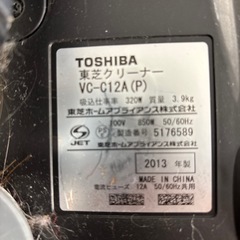 TOSHIBA
東芝クリーナー
VC-C12A(P)
吸込仕事率 320W 質量 3.9kg
東芝ホームアプライアンス株式会社
100V 850W 50/60Hz
製造番号 5176589
JET
2013 年製
MADE IN CHINA
電流ヒューズ 12A 50/60Hz共用